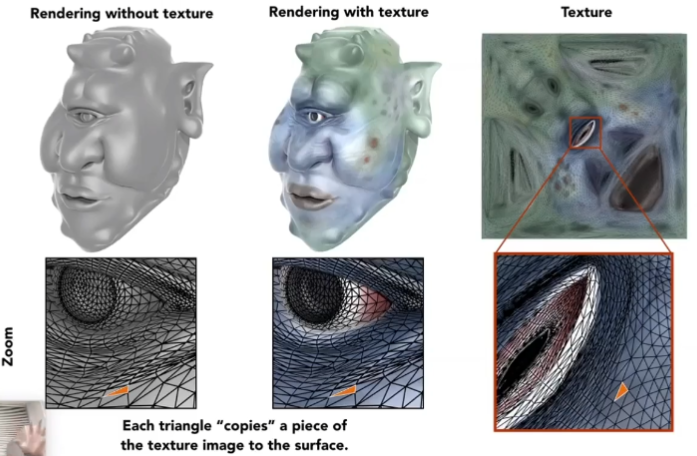 Rendering without texture
Rendering with texture
Texture
Zoom
Each triangle “copies” a piece of
the texture image to the surface.